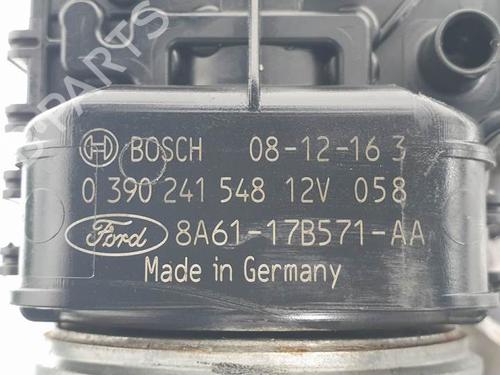 BOSCH 08-12-16 3
0 390 241 548 12V 058
Ford 8A61-17B571-AA
Made in Germany